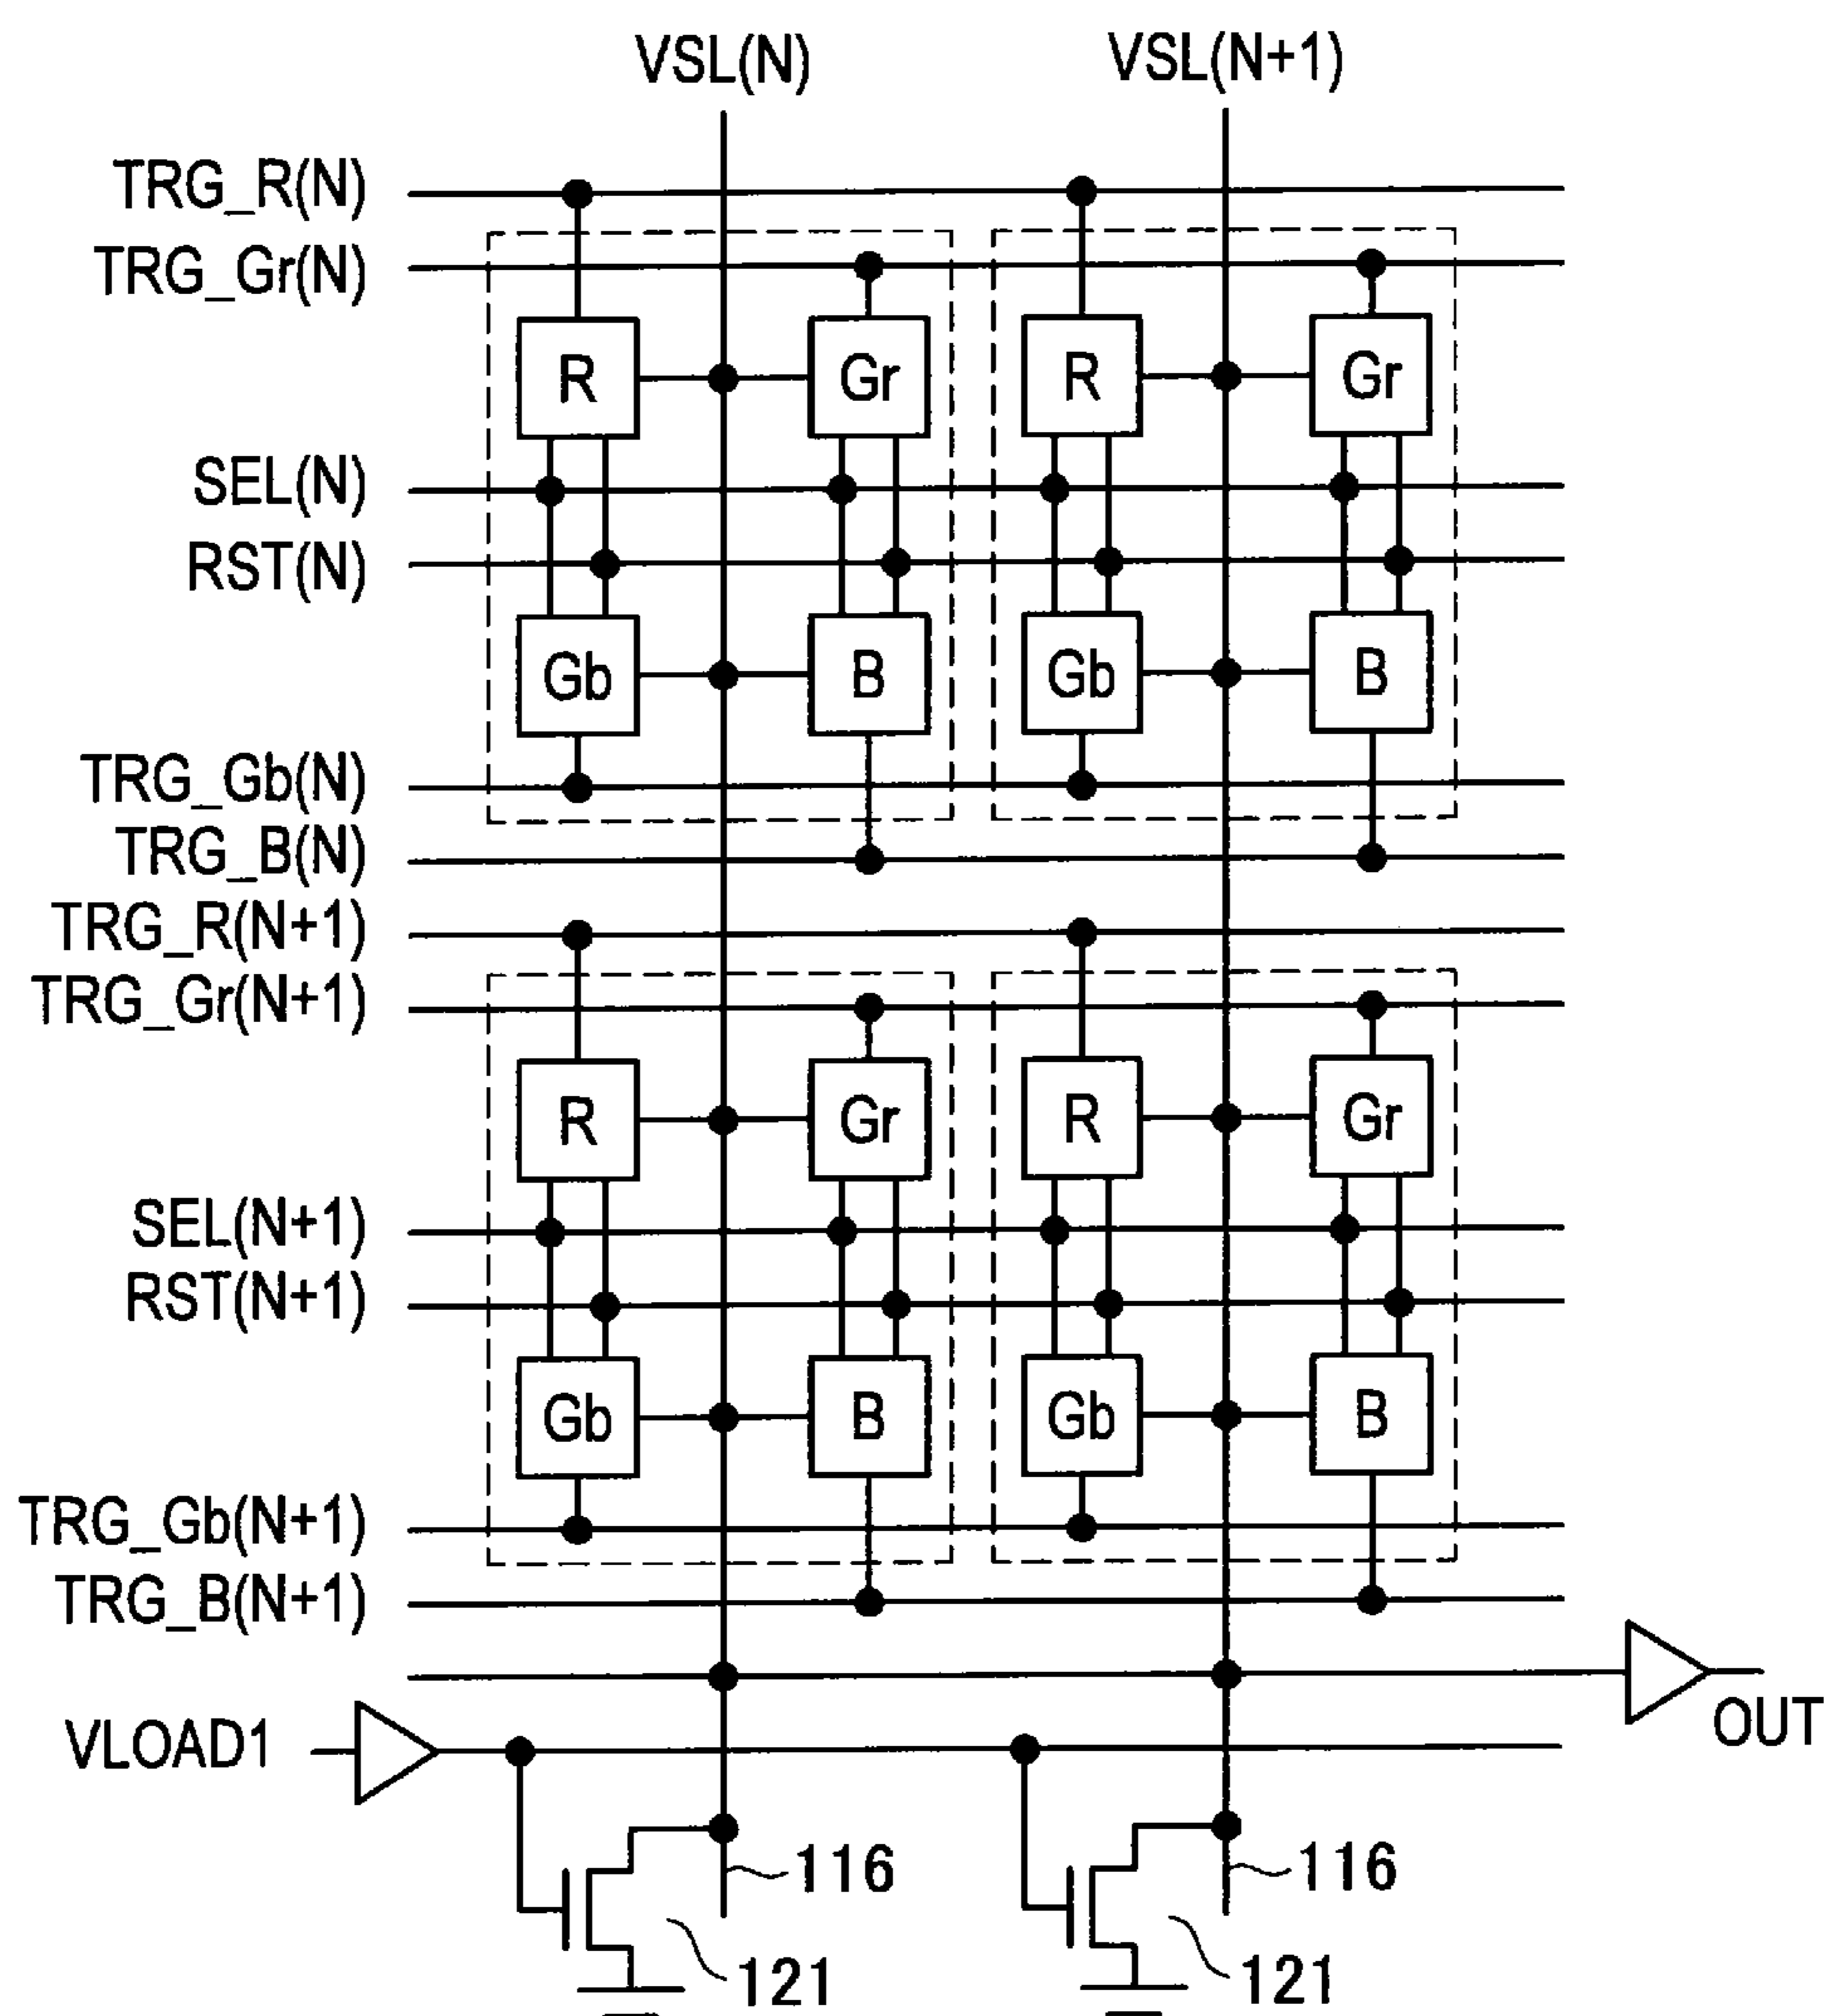 VSL(N) VSL(N+1)
TRG_R(N)
TRG_Gr(N)
R Gr R Gr
SEL(N)
RST(N)
Gb B Gb B
TRG_Gb(N)
TRG_B(N)
TRG_R(N+1)
TRG_Gr(N+1)
R Gr R Gr
SEL(N+1)
RST(N+1)
Gb B Gb B
TRG_Gb(N+1)
TRG_B(N+1)
OUT
VLOAD1
116 116
121 121